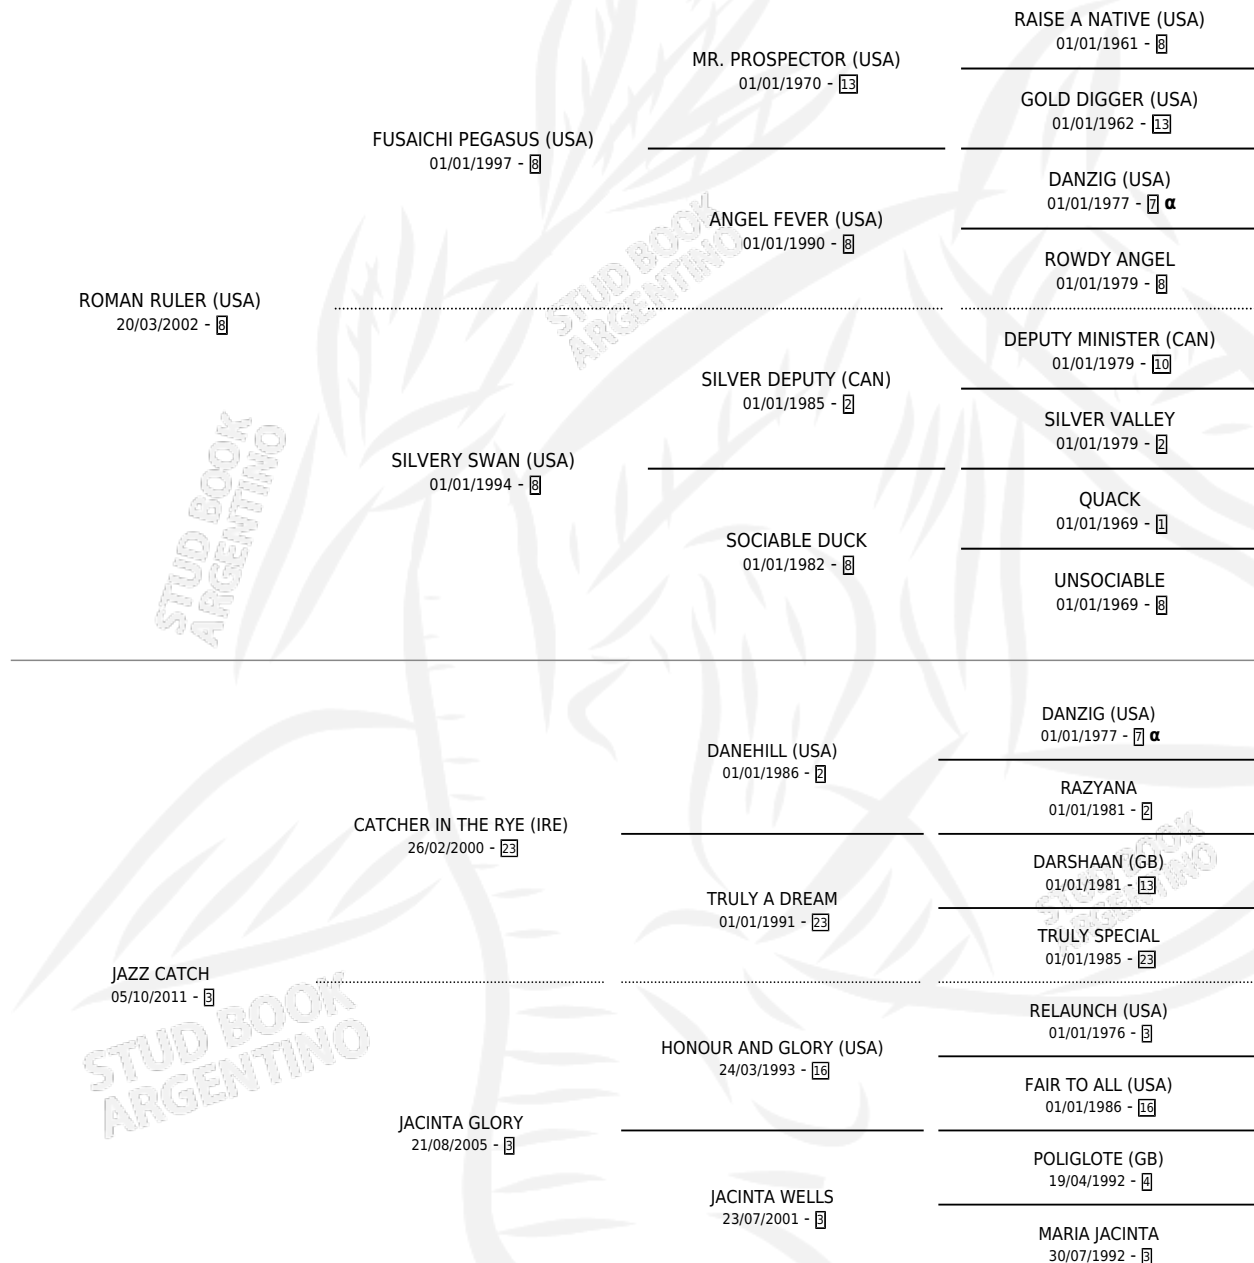 RAISE A NATIVE (USA)
01/01/1961 - 8
MR. PROSPECTOR (USA)
01/01/1970 - 13
GOLD DIGGER (USA)
01/01/1962 - 13
FUSAICHI PEGASUS (USA)
01/01/1997 - 8
DANZIG (USA)
01/01/1977 - 7 α
ANGEL FEVER (USA)
01/01/1990 - 8
ROWDY ANGEL
01/01/1979 - 8
ROMAN RULER (USA)
20/03/2002 - 8
DEPUTY MINISTER (CAN)
01/01/1979 - 10
SILVER DEPUTY (CAN)
01/01/1985 - 2
SILVER VALLEY
01/01/1979 - 2
SILVERY SWAN (USA)
01/01/1994 - 8
QUACK
01/01/1969 - 1
SOCIABLE DUCK
01/01/1982 - 8
UNSOCIABLE
01/01/1969 - 8
DANZIG (USA)
01/01/1977 - 7 α
DANEHILL (USA)
01/01/1986 - 2
RAZYANA
01/01/1981 - 2
CATCHER IN THE RYE (IRE)
26/02/2000 - 23
DARSHAAN (GB)
01/01/1981 - 13
TRULY A DREAM
01/01/1991 - 23
TRULY SPECIAL
01/01/1985 - 23
JAZZ CATCH
05/10/2011 - 3
RELAUNCH (USA)
01/01/1976 - 3
HONOUR AND GLORY (USA)
24/03/1993 - 16
FAIR TO ALL (USA)
01/01/1986 - 16
JACINTA GLORY
21/08/2005 - 3
POLIGLOTE (GB)
19/04/1992 - 4
JACINTA WELLS
23/07/2001 - 3
MARIA JACINTA
30/07/1992 - 3
STUD BOOK
ARGENTINO
STUD BOOK
ARGENTINO
STUD BOOK
ARGENTINO
STUD BOOK
ARGENTINO